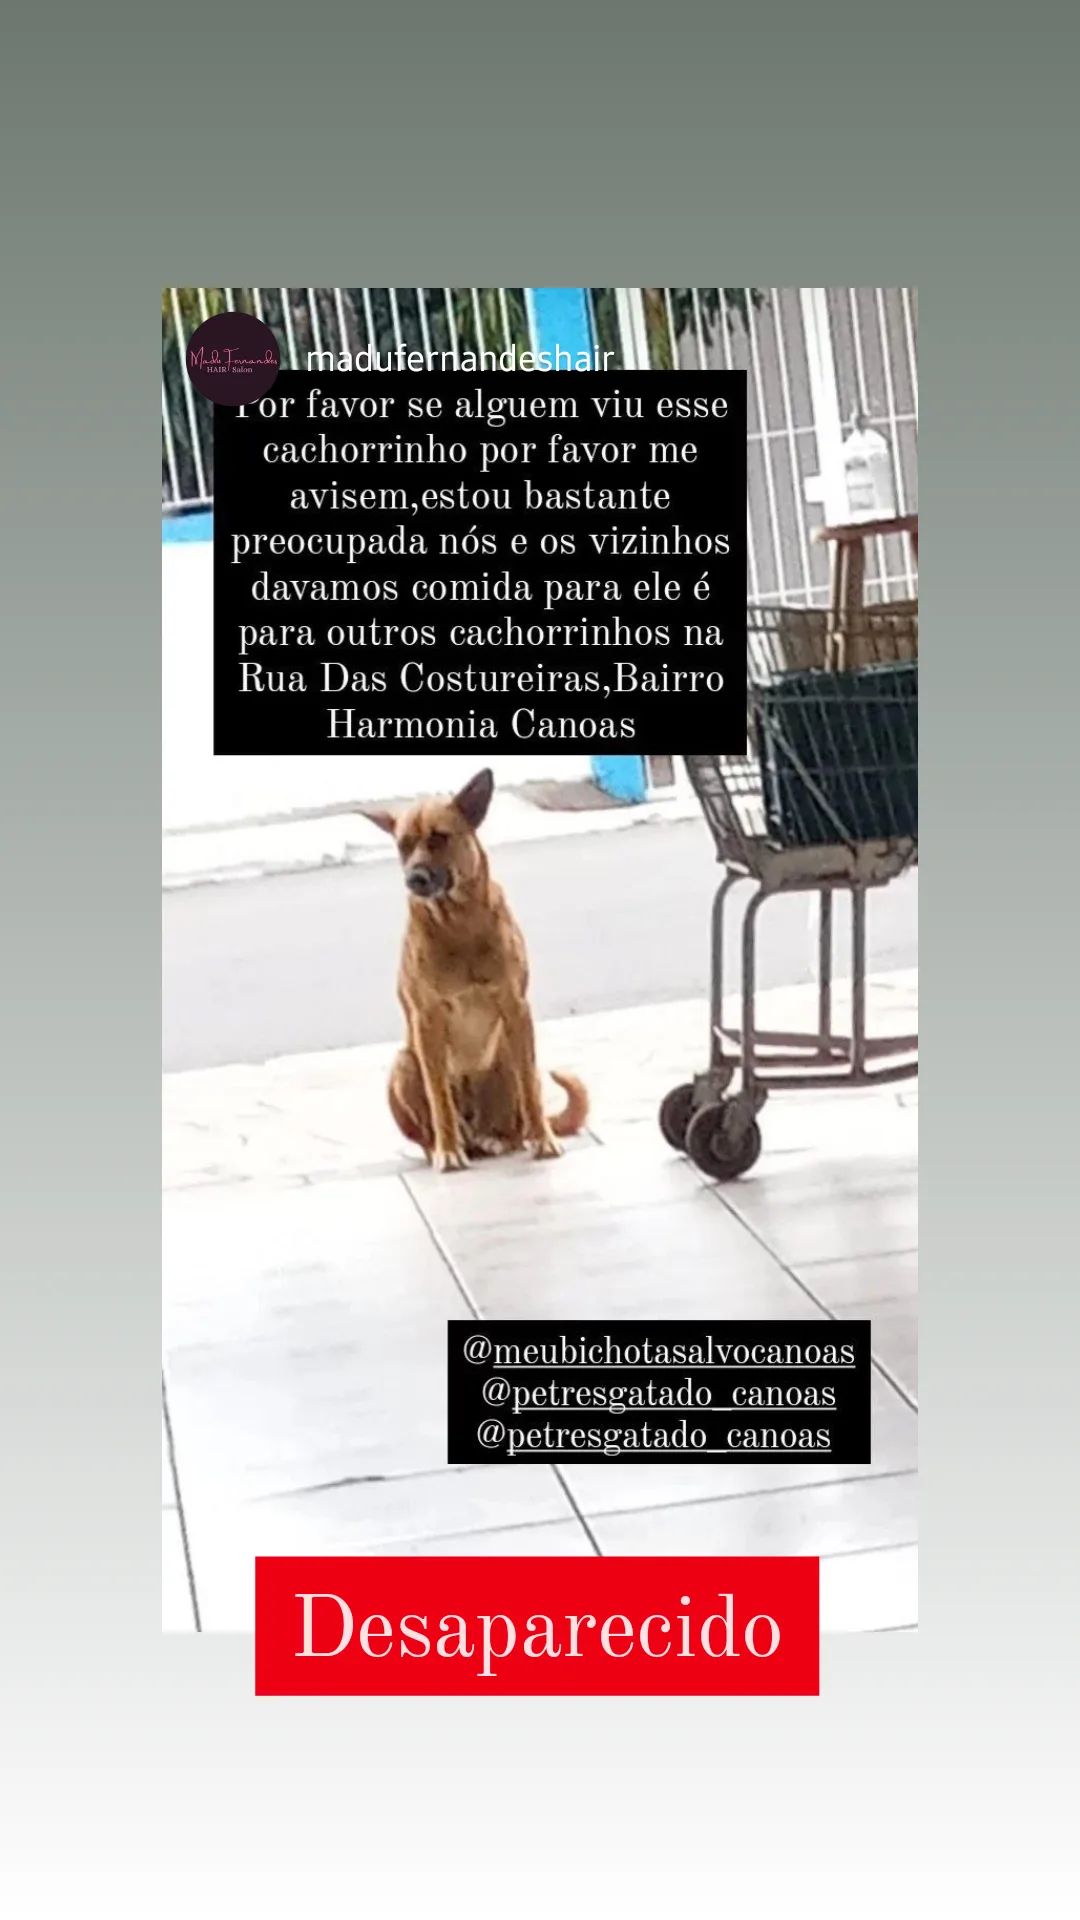 Madu Fernandes
HAIR Salon
madufernandeshair
Por favor se alguem viu esse
cachorrinho por favor me
avisem,estou bastante
preocupada nós e os vizinhos
davamos comida para ele é
para outros cachorrinhos na
Rua Das Costureiras,Bairro
Harmonia Canoas
@meubichotasalvocanoas
@petresgatado_canoas
@petresgatado_canoas
Desaparecido